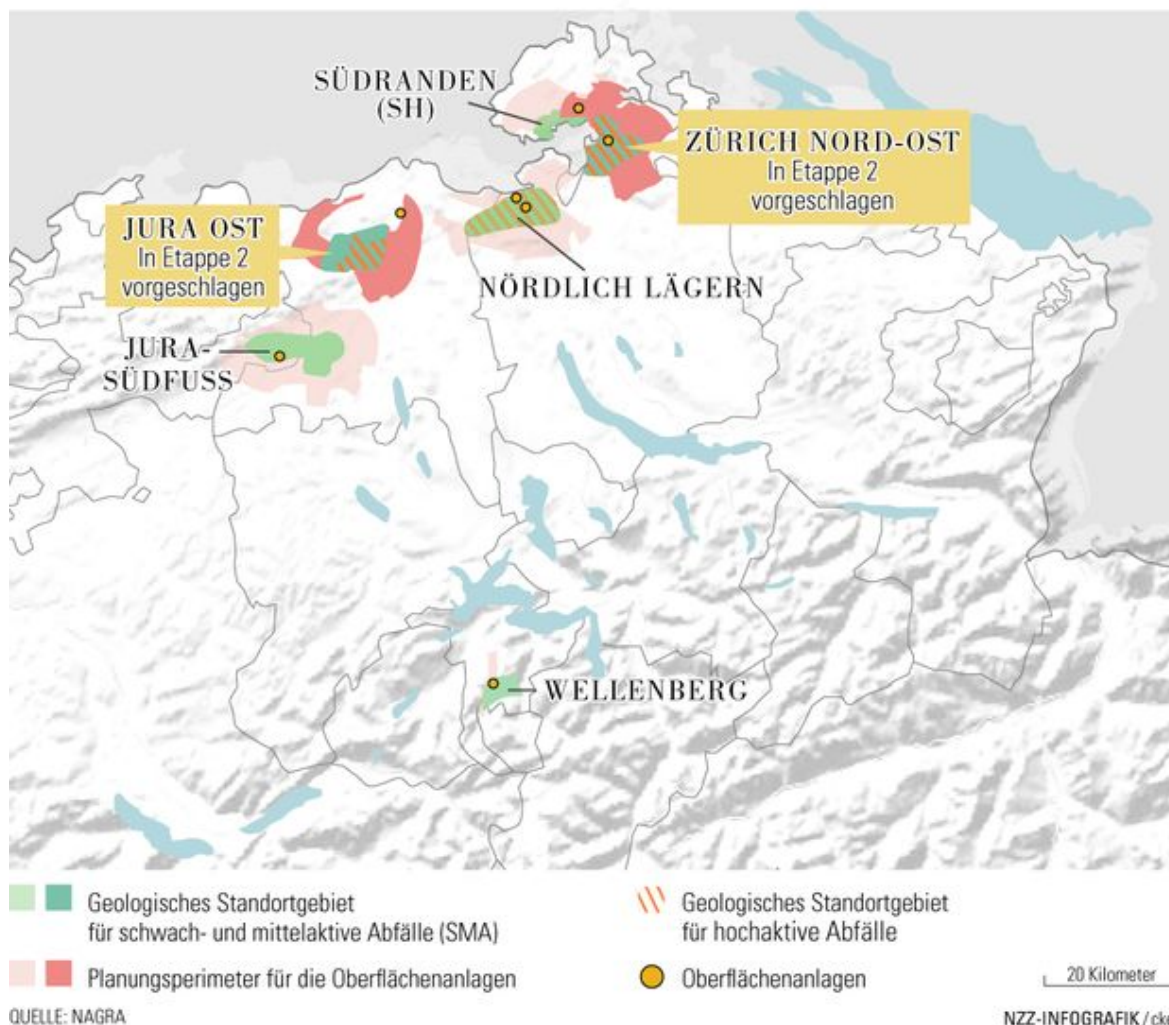 SÜDRANDEN
(SH)
ZÜRICH NORD-OST
In Etappe 2
vorgeschlagen
JURA OST
In Etappe 2
vorgeschlagen
NÖRDLICH LÄGERN
JURA-
SÜDFUSS
WELLENBERG
Geologisches Standortgebiet
für schwach- und mittelaktive Abfälle (SMA)
Planungsperimeter für die Oberflächenanlagen
Geologisches Standortgebiet
für hochaktive Abfälle
Oberflächenanlagen
20 Kilometer
QUELLE: NAGRA
NZZ-INFOGRAFIK/cke